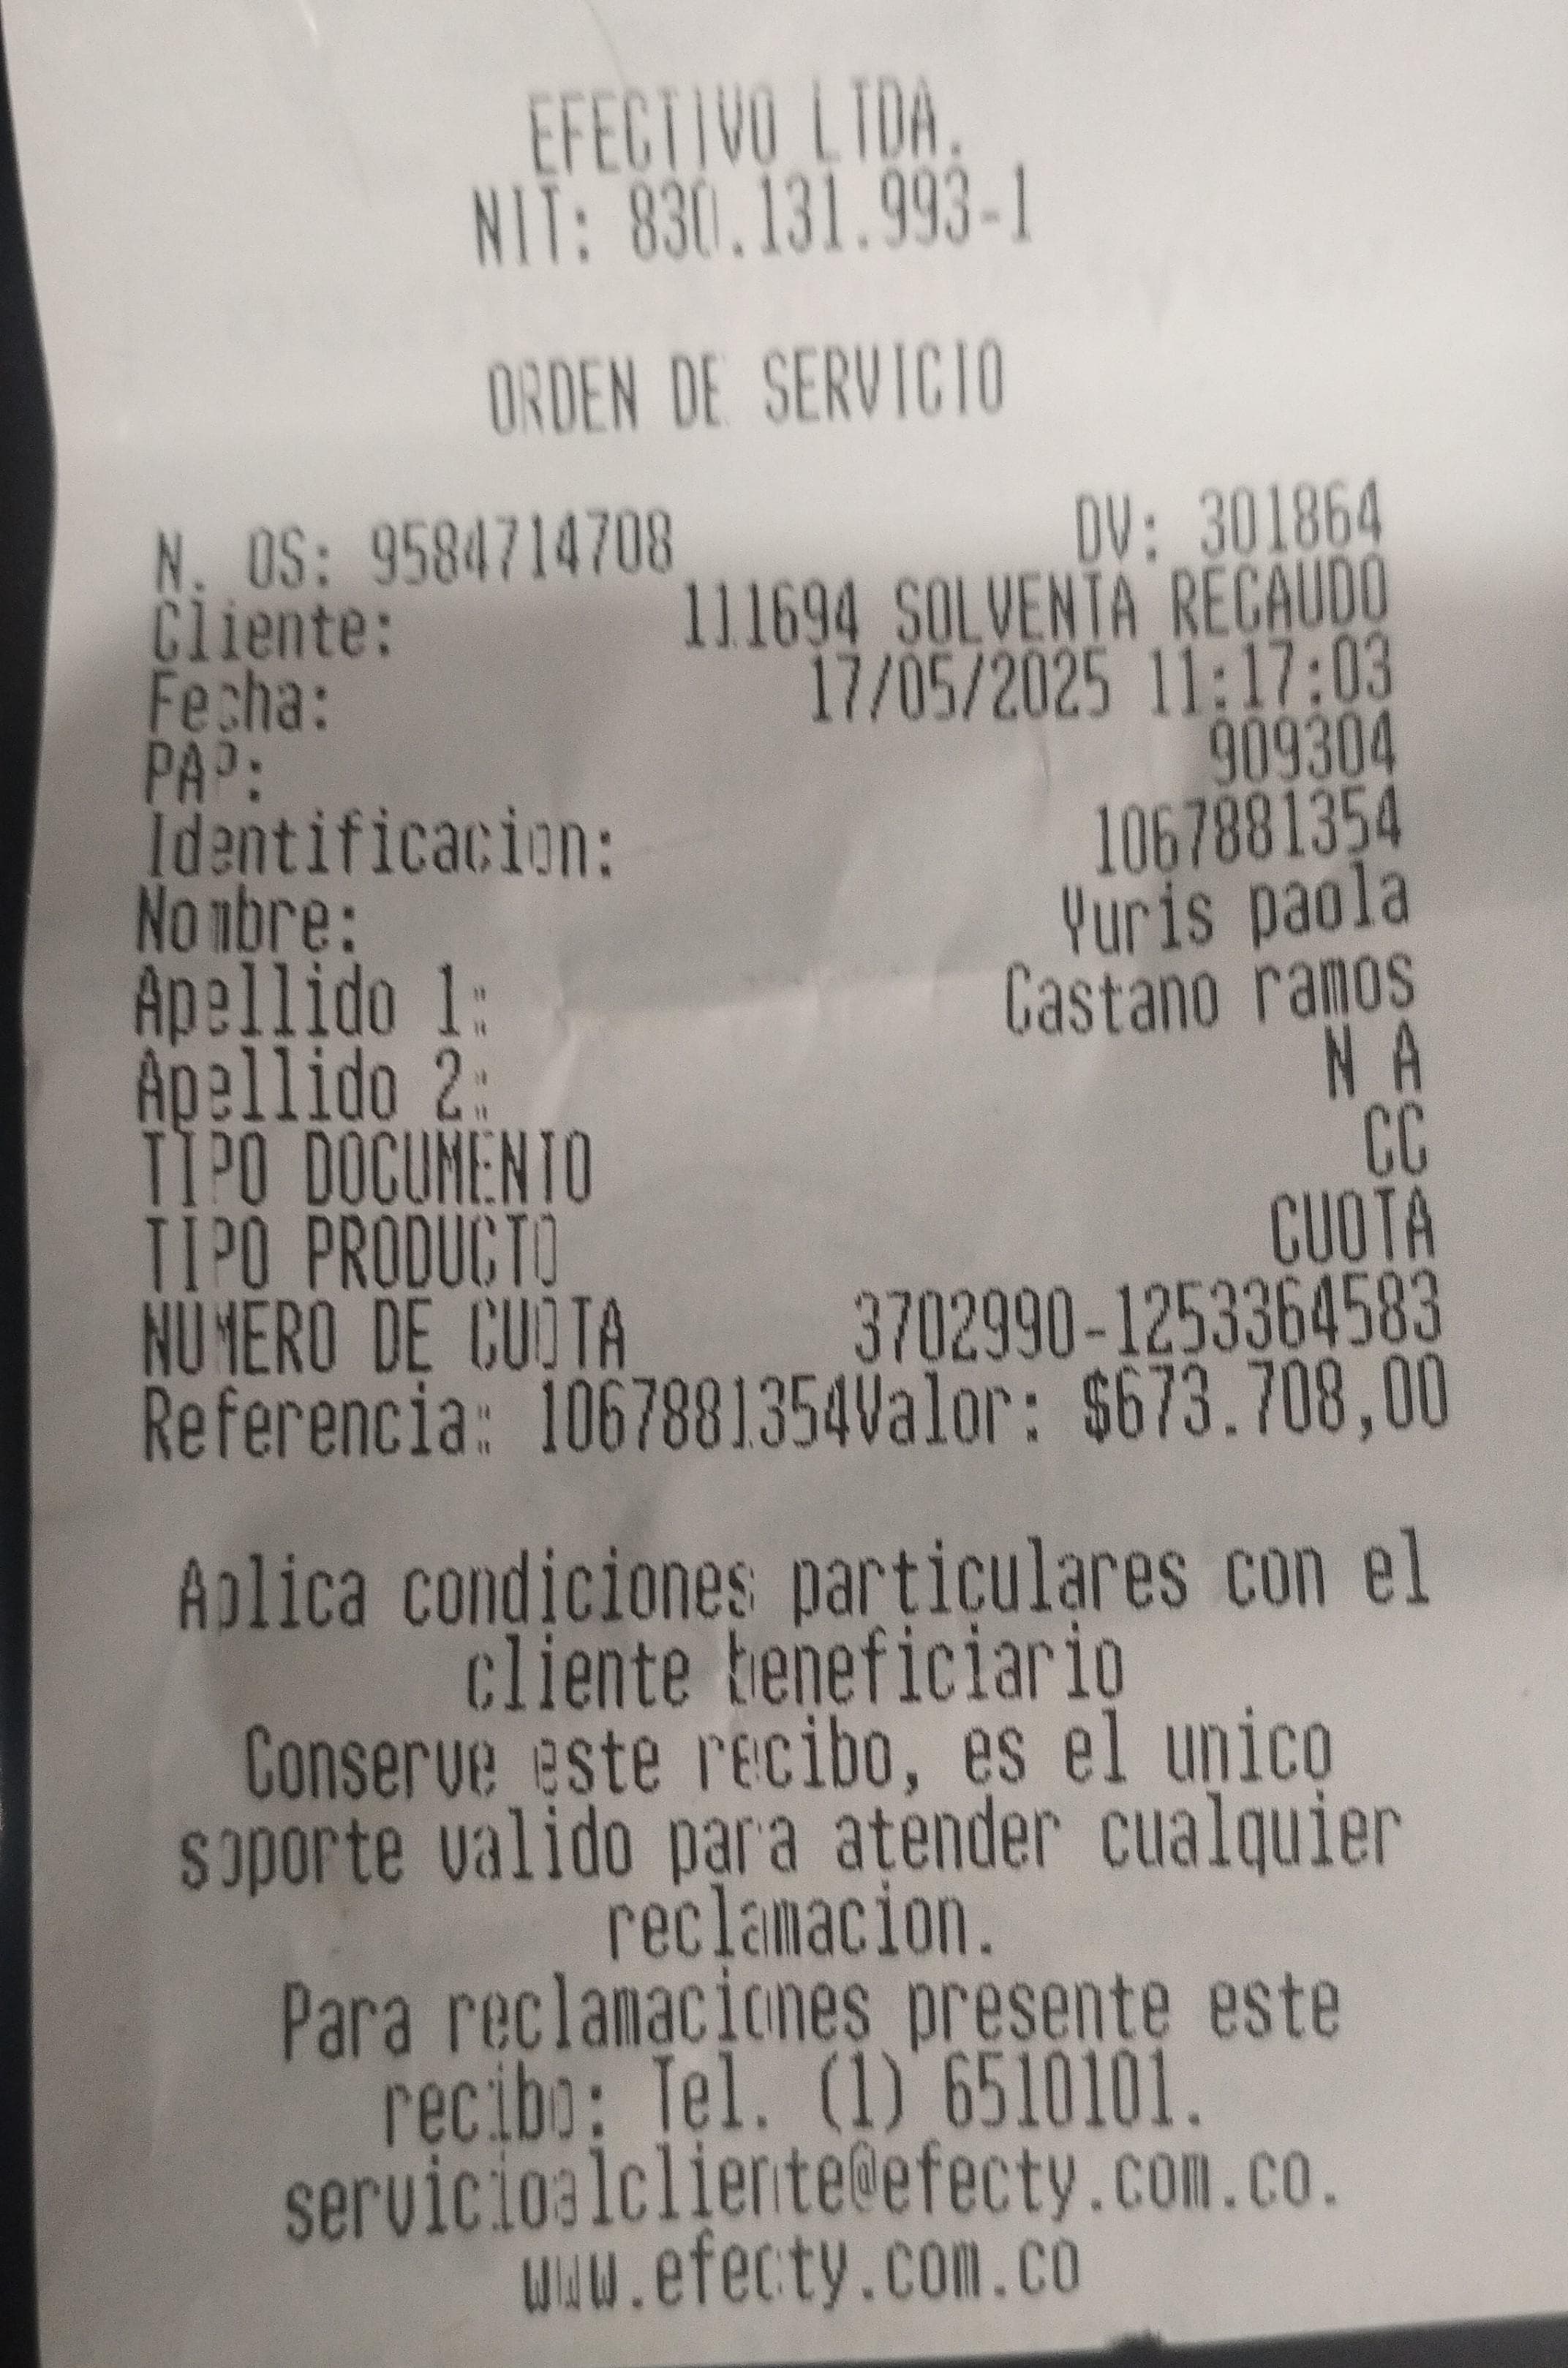 EFECTIVO LTDA.
NIT: 830.131.993-1
ORDEN DE SERVICIO
N. OS: 9584714708 DV: 301864
Cliente: 111694 SOLVENTA RECAUDO
Fecha: 17/05/2025 11:17:03
PAP: 909304
Identificacion: 1067881354
Nombre: Yuris paola
Apellido 1: Castano ramos
Apellido 2: N A
TIPO DOCUMENTO CC
TIPO PRODUCTO CUOTA
NUMERO DE CUOTA 3702990-1253364583
Referencia: 1067881354Valor: $673.708,00
Aplica condiciones particulares con el
cliente beneficiario
Conserve este recibo, es el unico
soporte valido para atender cualquier
reclamacion.
Para reclamaciones presente este
recibo: Tel. (1) 6510101.
servicioalcliente@efecty.com.co.
www.efecty.com.co